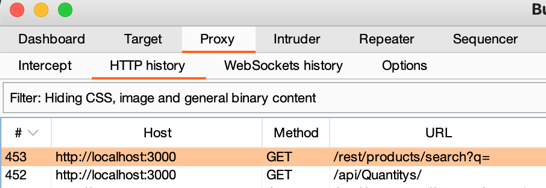 Bu
Dashboard Target Proxy Intruder Repeater Sequencer
Intercept HTTP history WebSockets history Options
Filter: Hiding CSS, image and general binary content
# Host Method URL
453 http://localhost:3000 GET /rest/products/search?q=
452 http://localhost:3000 GET /api/Quantitys/